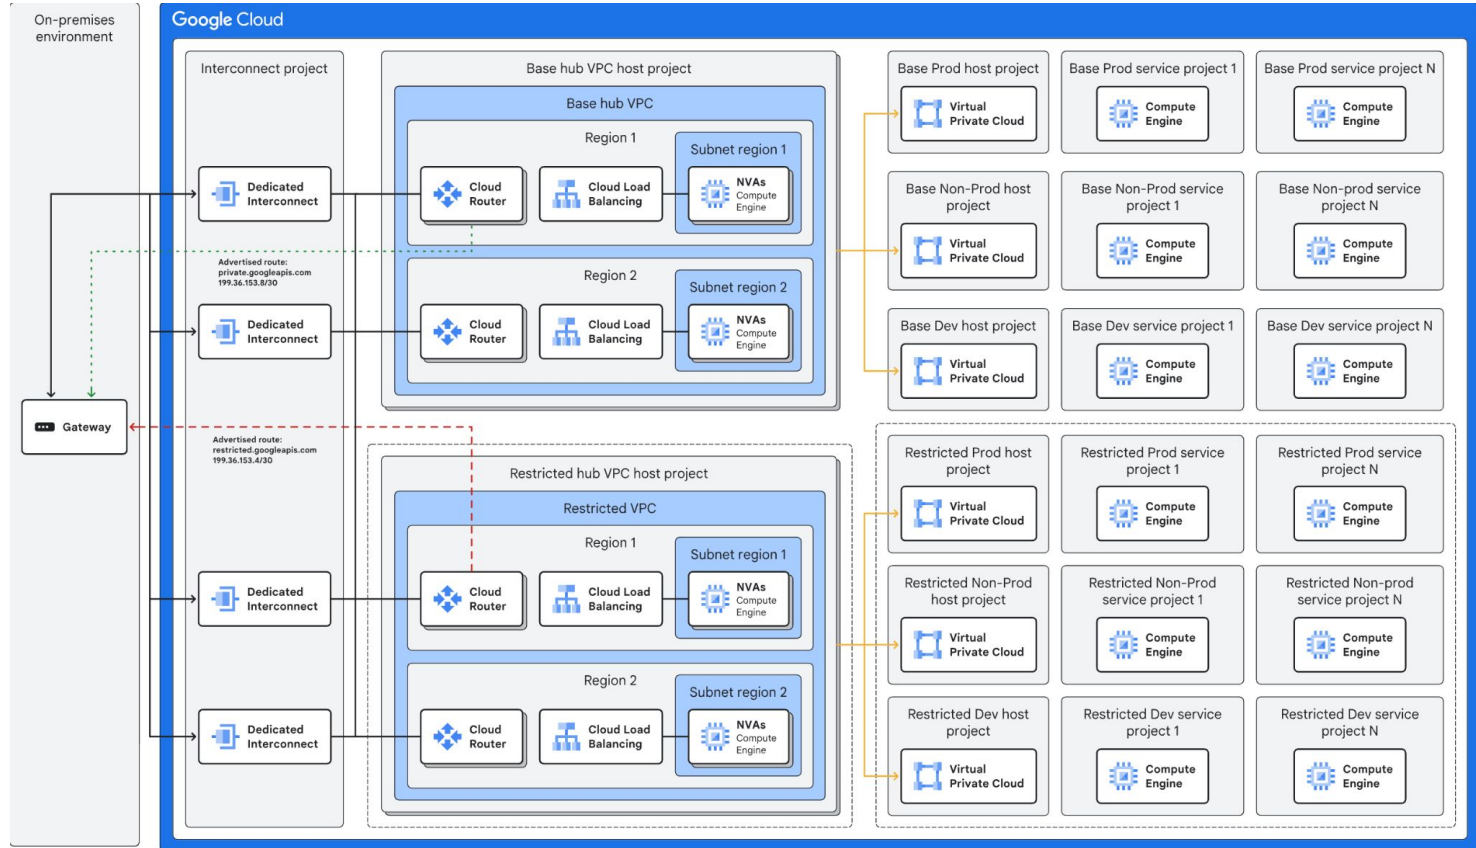 On-premises
environment
Google Cloud
Interconnect project
Dedicated
Interconnect
Advertised route:
private.googleapis.com
199.36.153.8/30
Dedicated
Interconnect
Gateway
Advertised route:
restricted.googleapis.com
199.36.153.4/30
Dedicated
Interconnect
Dedicated
Interconnect
Base hub VPC host project
Base hub VPC
Region 1
Cloud
Router
Cloud Load
Balancing
Subnet region 1
NVAs
Compute
Engine
Region 2
Cloud
Router
Cloud Load
Balancing
Subnet region 2
NVAs
Compute
Engine
Restricted hub VPC host project
Restricted VPC
Region 1
Cloud
Router
Cloud Load
Balancing
Subnet region 1
NVAs
Compute
Engine
Region 2
Cloud
Router
Cloud Load
Balancing
Subnet region 2
NVAs
Compute
Engine
Base Prod host project
Virtual
Private Cloud
Base Prod service project 1
Compute
Engine
Base Prod service project N
Compute
Engine
Base Non-Prod host
project
Virtual
Private Cloud
Base Non-Prod service
project 1
Compute
Engine
Base Non-prod service
project N
Compute
Engine
Base Dev host project
Virtual
Private Cloud
Base Dev service project 1
Compute
Engine
Base Dev service project N
Compute
Engine
Restricted Prod host
project
Virtual
Private Cloud
Restricted Prod service
project 1
Compute
Engine
Restricted Prod service
project N
Compute
Engine
Restricted Non-Prod
host project
Virtual
Private Cloud
Restricted Non-Prod
service project 1
Compute
Engine
Restricted Non-prod
service project N
Compute
Engine
Restricted Dev host
project
Virtual
Private Cloud
Restricted Dev service
project 1
Compute
Engine
Restricted Dev service
project N
Compute
Engine